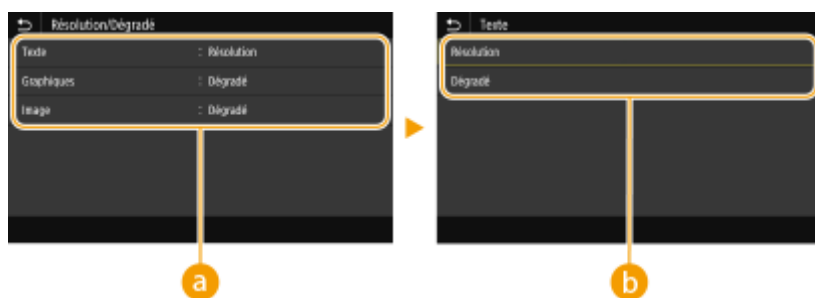 Résolution/Dégradé
Texte : Résolution
Graphiques : Dégradé
Image : Dégradé
a
Texte
Résolution
Dégradé
b